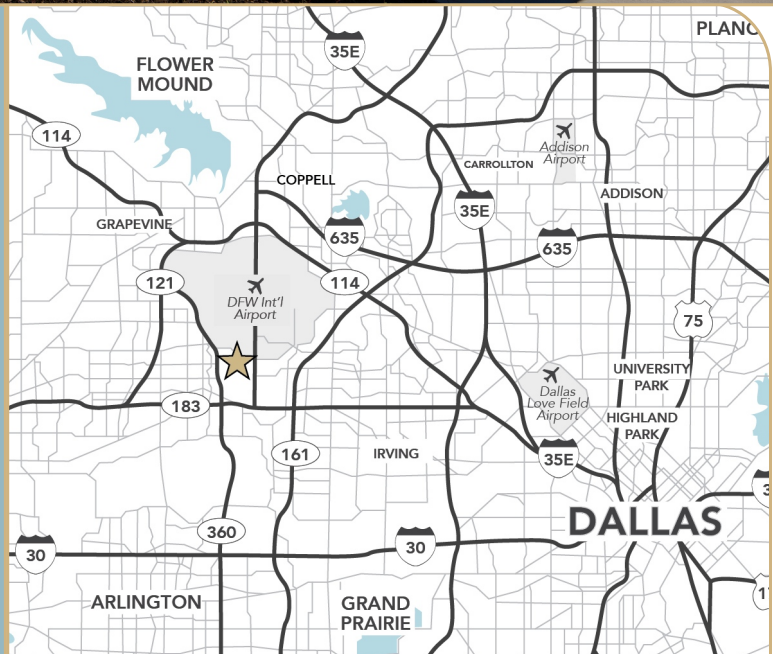 PLANO
35E
FLOWER
MOUND
114
Addison
Airport
CARROLLTON
COPPELL
ADDISON
35E
GRAPEVINE
635
635
121
114
DFW Int'l
Airport
75
UNIVERSITY
PARK
Dallas
Love Field
Airport
183
HIGHLAND
PARK
161
IRVING
35E
DALLAS
360
30
30
ARLINGTON
GRAND
PRAIRIE